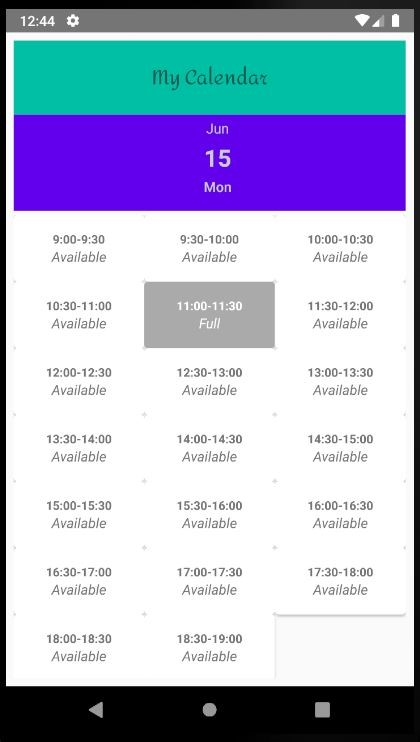 12:44
My Calendar
Jun
15
Mon
9:00-9:30 9:30-10:00 10:00-10:30
Available Available Available
10:30-11:00 11:00-11:30 11:30-12:00
Available Full Available
12:00-12:30 12:30-13:00 13:00-13:30
Available Available Available
13:30-14:00 14:00-14:30 14:30-15:00
Available Available Available
15:00-15:30 15:30-16:00 16:00-16:30
Available Available Available
16:30-17:00 17:00-17:30 17:30-18:00
Available Available Available
18:00-18:30 18:30-19:00
Available Available